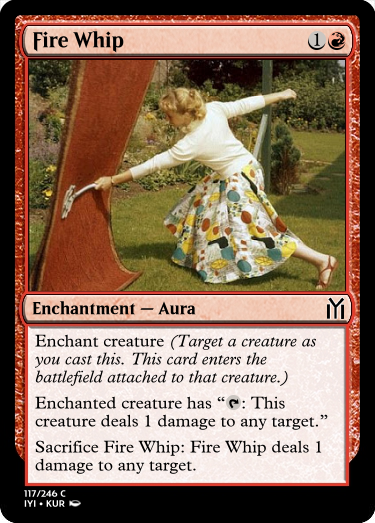 Fire Whip
1
Enchantment — Aura
Enchant creature (Target a creature as
you cast this. This card enters the
battlefield attached to that creature.)
Enchanted creature has “: This
creature deals 1 damage to any target.”
Sacrifice Fire Whip: Fire Whip deals 1
damage to any target.
117/246 C
IYI • KUR